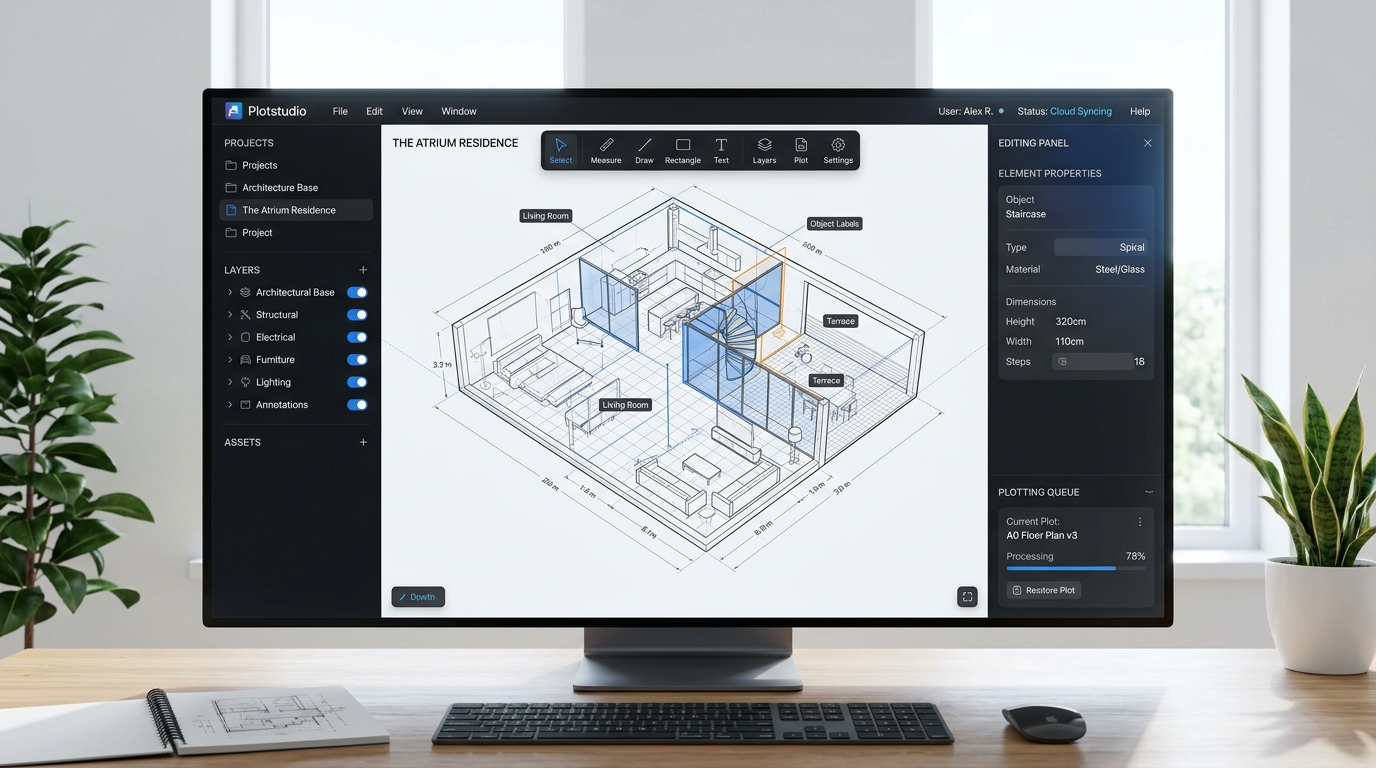 Plotstudio
File
Edit
View
Window
User: Alex R.
Status: Cloud Syncing
Help
PROJECTS
Projects
Architecture Base
The Atrium Residence
Project
LAYERS
Architectural Base
Structural
Electrical
Furniture
Lighting
Annotations
ASSETS
THE ATRIUM RESIDENCE
Select
Measure
Draw
Rectangle
Text
Layers
Plot
Settings
Living Room
Object Labels
Terrace
Terrace
Living Room
EDITING PANEL
ELEMENT PROPERTIES
Object
Staircase
Type Spiral
Material Steel/Glass
Dimensions
Height 320cm
Width 110cm
Steps 16
PLOTTING QUEUE
Current Plot:
A0 Floer Plan v3
Processing 78%
Restore Plot